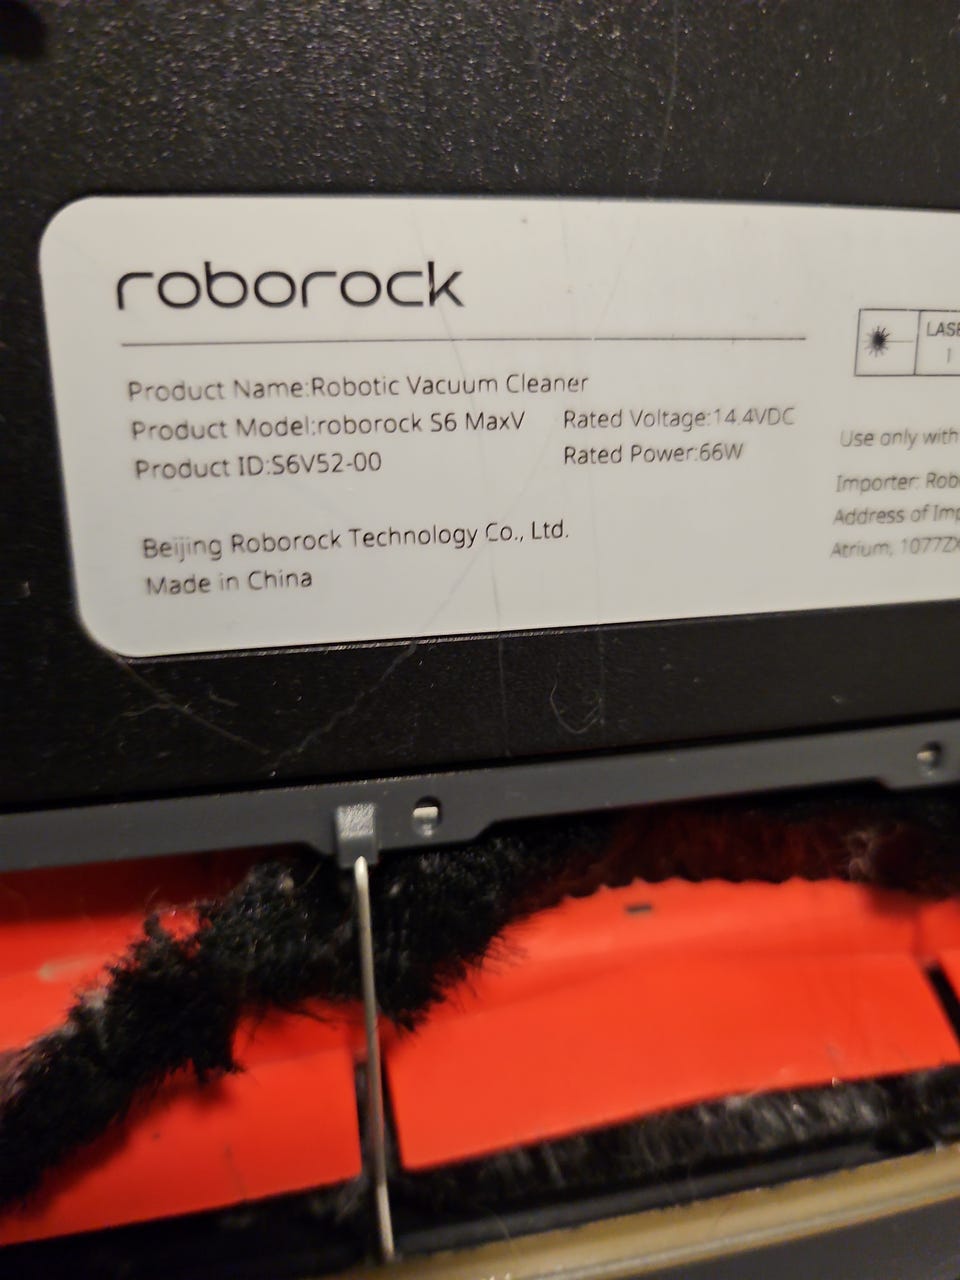 roborock
Product Name:Robotic Vacuum Cleaner
Product Model:roborock S6 MaxV
Rated Voltage:14.4VDC
Product ID:S6V52-00
Rated Power:66W
Beijing Roborock Technology Co., Ltd.
Made in China
Use only with
Importer:
Address of
Atrium, 1077ZX